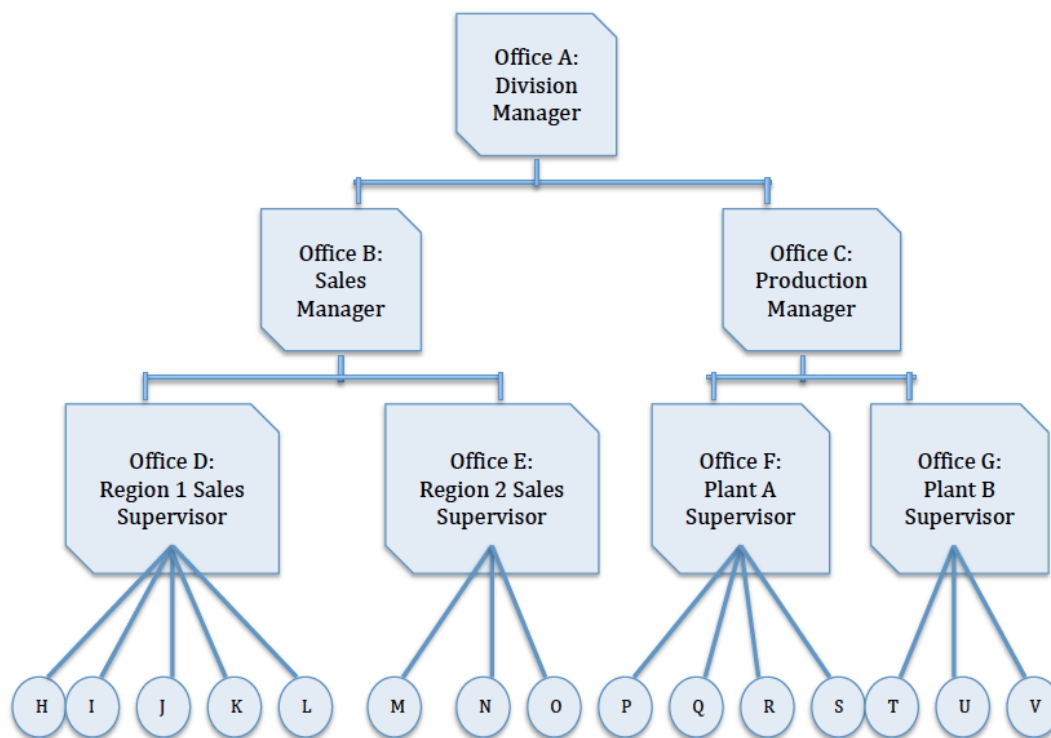 Office A:
Division
Manager
Office B:
Sales
Manager
Office C:
Production
Manager
Office D:
Region 1 Sales
Supervisor
Office E:
Region 2 Sales
Supervisor
Office F:
Plant A
Supervisor
Office G:
Plant B
Supervisor
H I J K L M N O P Q R S T U V